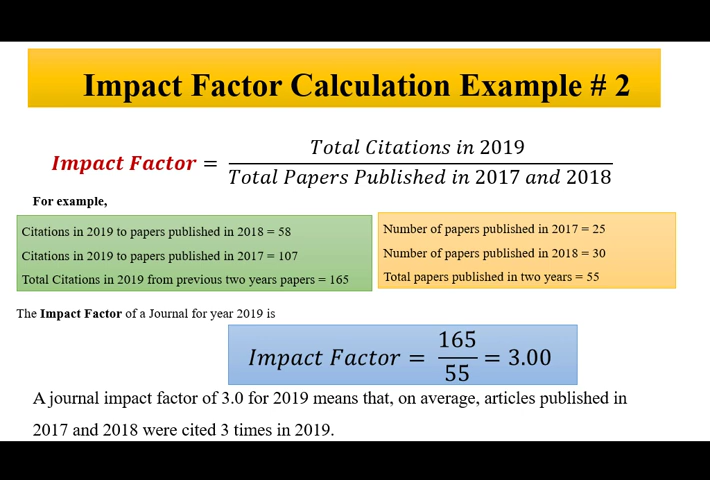 Impact Factor Calculation Example # 2
Impact Factor = Total Citations in 2019 / Total Papers Published in 2017 and 2018
For example,
Citations in 2019 to papers published in 2018 = 58
Citations in 2019 to papers published in 2017 = 107
Total Citations in 2019 from previous two years papers = 165
Number of papers published in 2017 = 25
Number of papers published in 2018 = 30
Total papers published in two years = 55
The Impact Factor of a Journal for year 2019 is
Impact Factor = 165 / 55 = 3.00
A journal impact factor of 3.0 for 2019 means that, on average, articles published in
2017 and 2018 were cited 3 times in 2019.